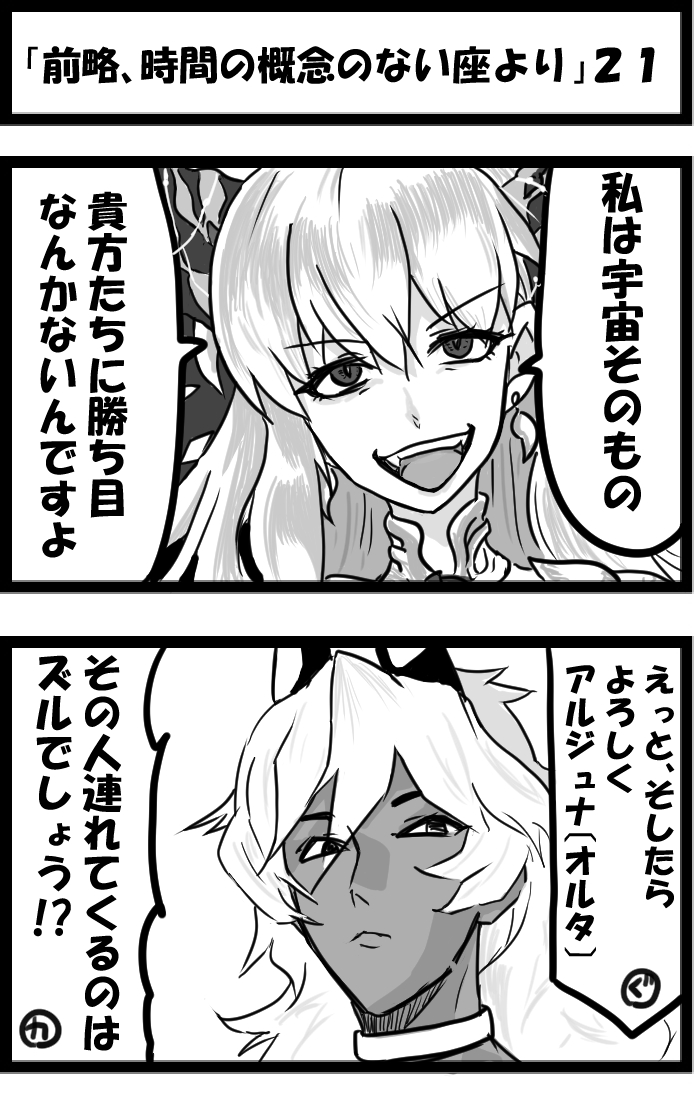 「前略、時間の概念のない座より」２１
私は宇宙そのもの
貴方たちに勝ち目
なんかないんですよ
えっと、そしたら
よろしく
アルジュナ〔オルタ〕
ぐ
その人連れてくるのは
ズルでしょう!?
カ